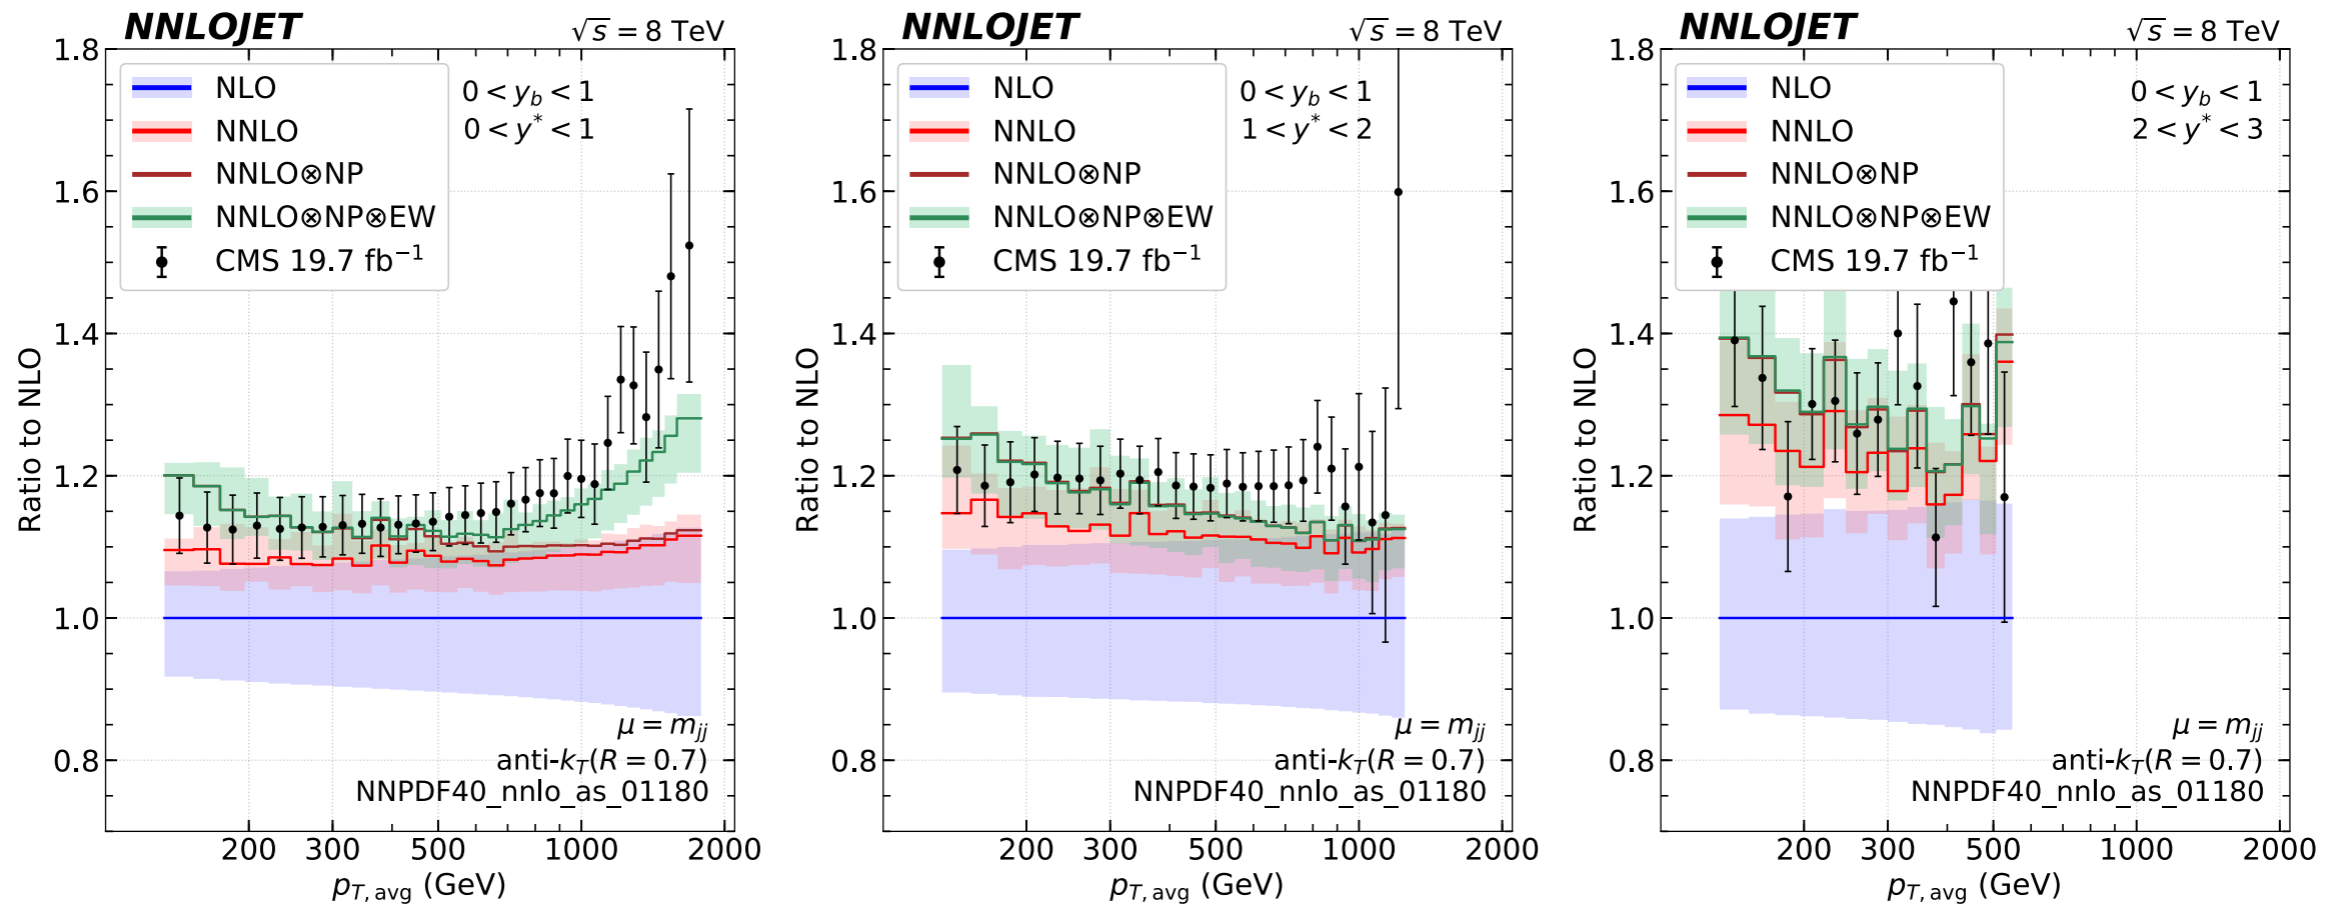 NNLOJET
√s = 8 TeV
NLO
NNLO
NNLO⊗NP
NNLO⊗NP⊗EW
CMS 19.7 fb⁻¹
0 < y_b < 1
0 < y* < 1
1.8
1.6
1.4
1.2
1.0
0.8
Ratio to NLO
μ = m_jj
anti-k_T(R = 0.7)
NNPDF40_nnlo_as_01180
200 300 500 1000 2000
p_T,avg (GeV)
NNLOJET
√s = 8 TeV
NLO
NNLO
NNLO⊗NP
NNLO⊗NP⊗EW
CMS 19.7 fb⁻¹
0 < y_b < 1
1 < y* < 2
1.8
1.6
1.4
1.2
1.0
0.8
Ratio to NLO
μ = m_jj
anti-k_T(R = 0.7)
NNPDF40_nnlo_as_01180
200 300 500 1000 2000
p_T,avg (GeV)
NNLOJET
√s = 8 TeV
NLO
NNLO
NNLO⊗NP
NNLO⊗NP⊗EW
CMS 19.7 fb⁻¹
0 < y_b < 1
2 < y* < 3
1.8
1.6
1.4
1.2
1.0
0.8
Ratio to NLO
μ = m_jj
anti-k_T(R = 0.7)
NNPDF40_nnlo_as_01180
200 300 500 1000 2000
p_T,avg (GeV)